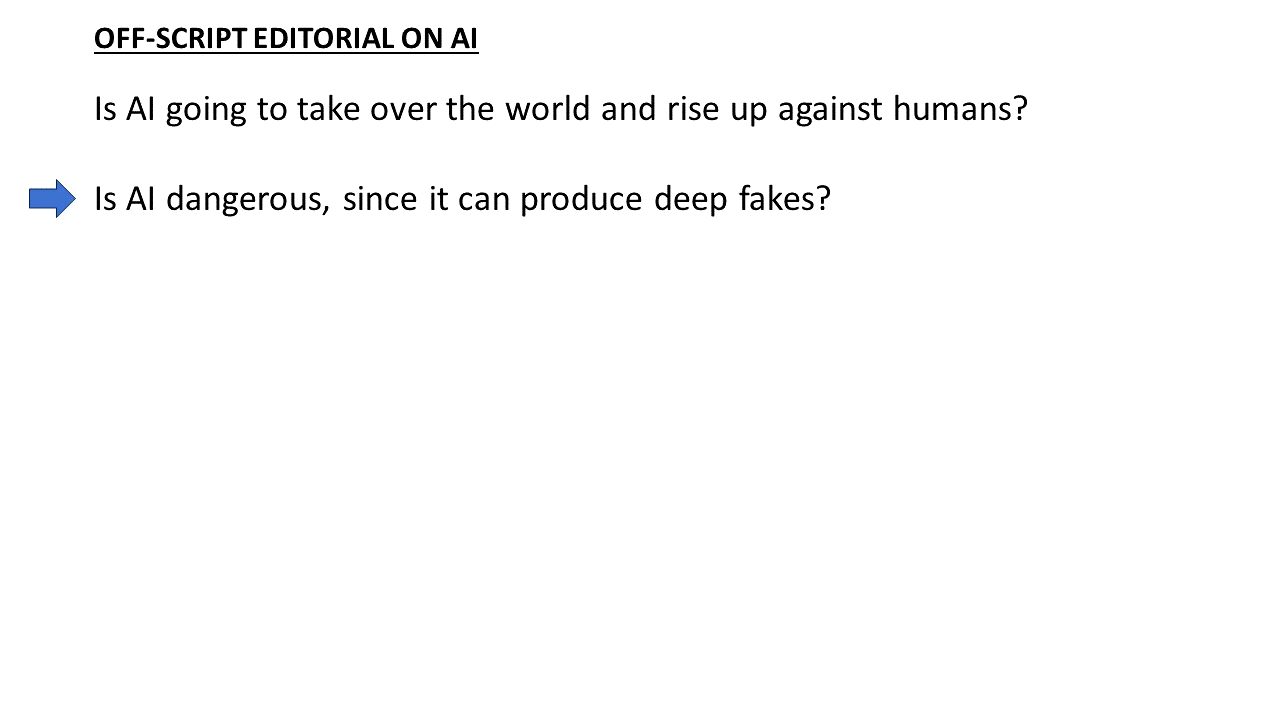 OFF-SCRIPT EDITORIAL ON AI
Is AI going to take over the world and rise up against humans?
Is AI dangerous, since it can produce deep fakes?